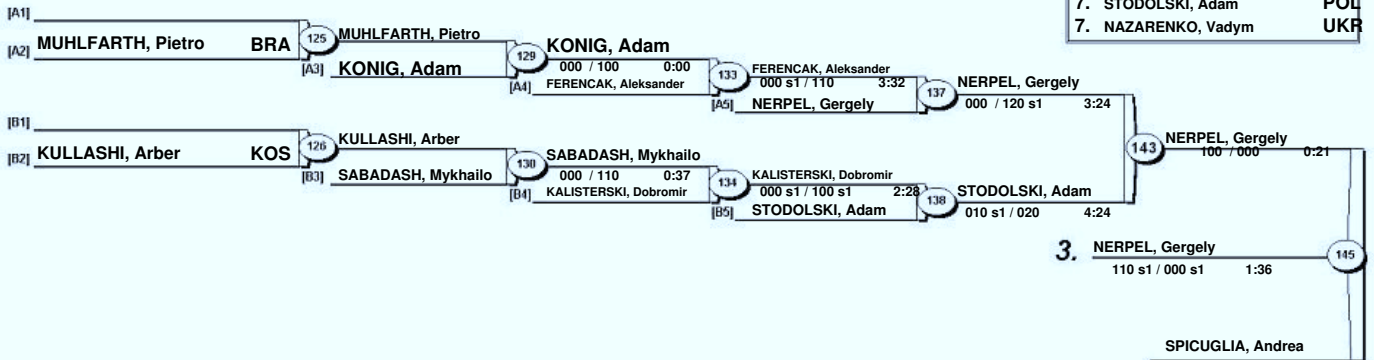 7. STODOLSKI, Adam POL
7. NAZARENKO, Vadym UKR
[A1]
[A2] MUHLFARTH, Pietro BRA
125
MUHLFARTH, Pietro
[A3] KONIG, Adam
129
KONIG, Adam
000 / 100 0:00
[A4] FERENCAK, Aleksander
133
FERENCAK, Aleksander
000 s1 / 110 3:32
[A5] NERPEL, Gergely
137
NERPEL, Gergely
000 / 120 s1 3:24
[B1]
[B2] KULLASHI, Arber KOS
126
KULLASHI, Arber
[B3] SABADASH, Mykhailo
130
SABADASH, Mykhailo
000 / 110 0:37
[B4] KALISTERSKI, Dobromir
134
KALISTERSKI, Dobromir
000 s1 / 100 s1 2:28
[B5] STODOLSKI, Adam
138
STODOLSKI, Adam
010 s1 / 020 4:24
143
NERPEL, Gergely
100 / 000 0:21
3. NERPEL, Gergely
110 s1 / 000 s1 1:36
145
SPICUGLIA, Andrea